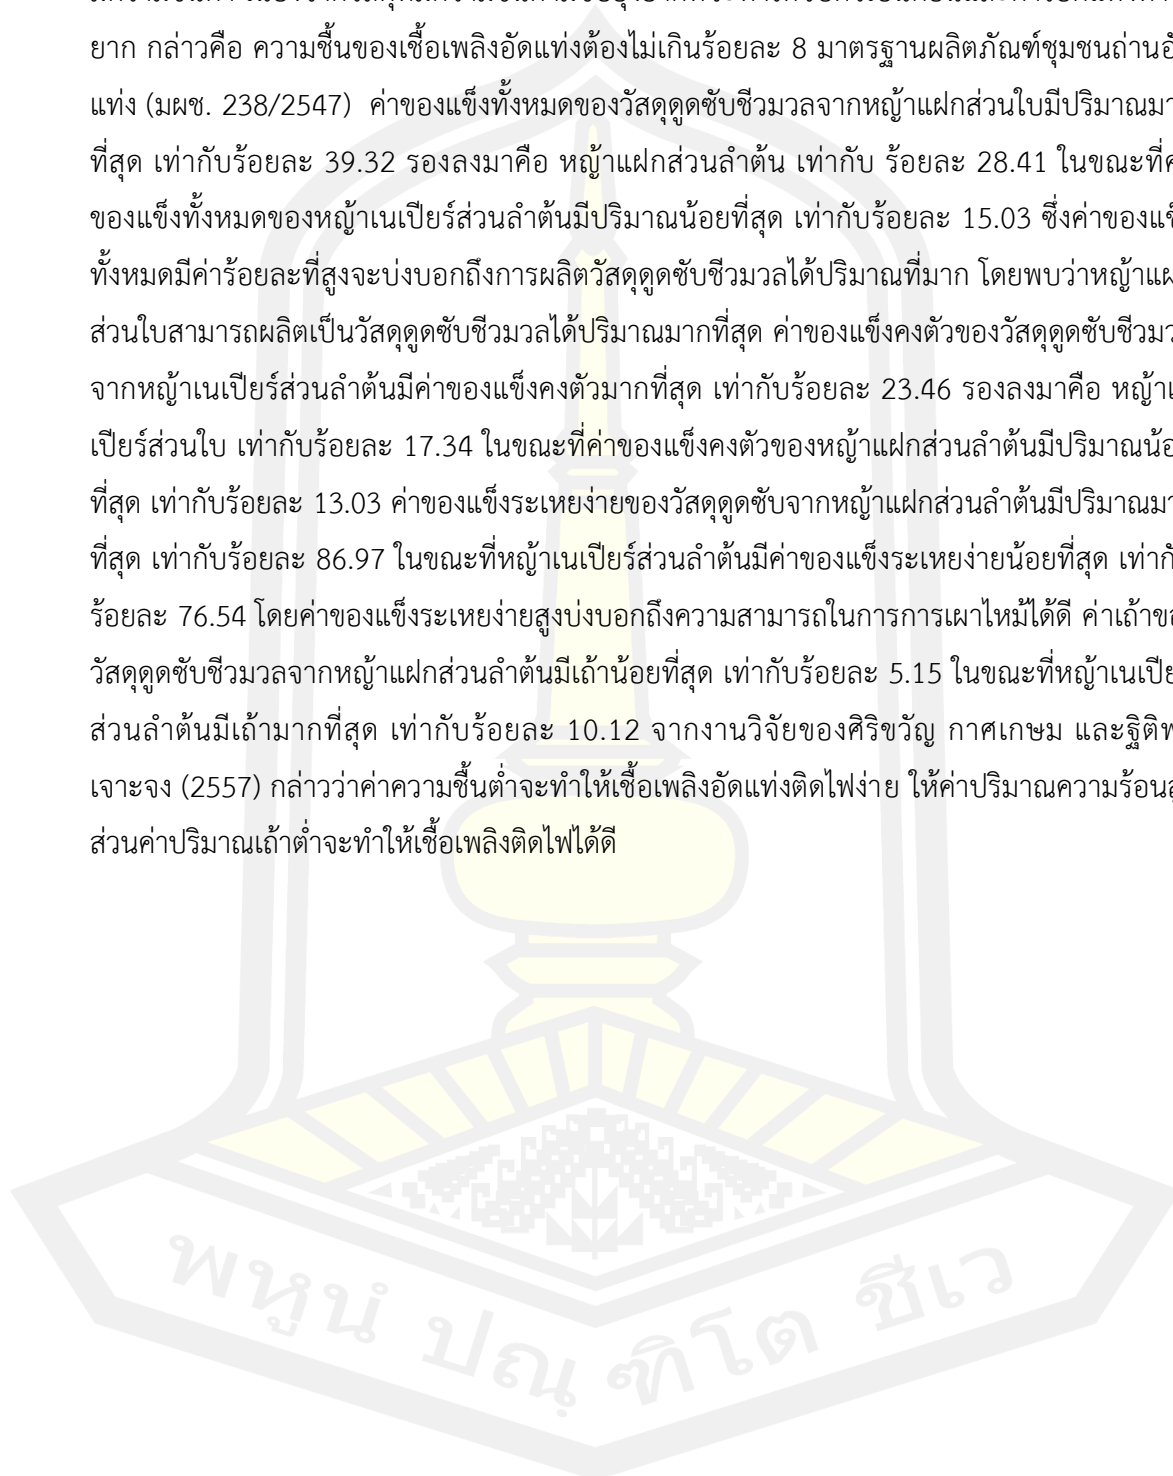 ยาก กล่าวคือ ความชื้นของเชื้อเพลิงอัดแท่งต้องไม่เกินร้อยละ 8 มาตรฐานผลิตภัณฑ์ชุมชนถ่านอั
แท่ง (มผช. 238/2547) ค่าของแข็งทั้งหมดของวัสดุดูดซับชีวมวลจากหญ้าแฝกส่วนใบมีปริมาณมา
ที่สุด เท่ากับร้อยละ 39.32 รองลงมาคือ หญ้าแฝกส่วนลำต้น เท่ากับ ร้อยละ 28.41 ในขณะที่ค
ของแข็งทั้งหมดของหญ้าเนเปียร์ส่วนลำต้นมีปริมาณน้อยที่สุด เท่ากับร้อยละ 15.03 ซึ่งค่าของแข็
ทั้งหมดมีค่าร้อยละที่สูงจะบ่งบอกถึงการผลิตวัสดุดูดซับชีวมวลได้ปริมาณที่มาก โดยพบว่าหญ้าแฝ
ส่วนใบสามารถผลิตเป็นวัสดุดูดซับชีวมวลได้ปริมาณมากที่สุด ค่าของแข็งคงตัวของวัสดุดูดซับชีวมว
จากหญ้าเนเปียร์ส่วนลำต้นมีค่าของแข็งคงตัวมากที่สุด เท่ากับร้อยละ 23.46 รองลงมาคือ หญ้าเ
เปียร์ส่วนใบ เท่ากับร้อยละ 17.34 ในขณะที่ค่าของแข็งคงตัวของหญ้าแฝกส่วนลำต้นมีปริมาณน้อ
ที่สุด เท่ากับร้อยละ 13.03 ค่าของแข็งระเหยง่ายของวัสดุดูดซับจากหญ้าแฝกส่วนลำต้นมีปริมาณมา
ที่สุด เท่ากับร้อยละ 86.97 ในขณะที่หญ้าเนเปียร์ส่วนลำต้นมีค่าของแข็งระเหยง่ายน้อยที่สุด เท่ากั
ร้อยละ 76.54 โดยค่าของแข็งระเหยง่ายสูงบ่งบอกถึงความสามารถในการการเผาไหม้ได้ดี ค่าเถ้าขอ
วัสดุดูดซับชีวมวลจากหญ้าแฝกส่วนลำต้นมีเถ้าน้อยที่สุด เท่ากับร้อยละ 5.15 ในขณะที่หญ้าเนเปีย
ส่วนลำต้นมีเถ้ามากที่สุด เท่ากับร้อยละ 10.12 จากงานวิจัยของศิริขวัญ กาศเกษม และฐิติพ
เจาะจง (2557) กล่าวว่าค่าความชื้นต่ำจะทำให้เชื้อเพลิงอัดแท่งติดไฟง่าย ให้ค่าปริมาณความร้อนสู
ส่วนค่าปริมาณเถ้าต่ำจะทำให้เชื้อเพลิงติดไฟได้ดี
พหูนํ ปณฺฑิโต ชีเว